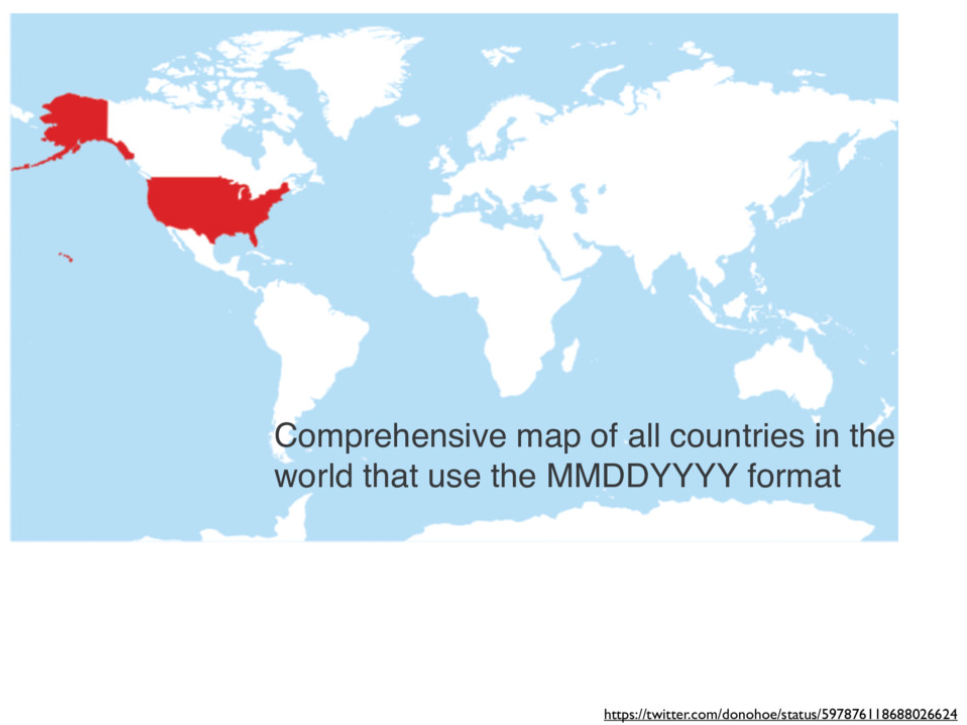 Comprehensive map of all countries in the
world that use the MMDDYYYY format
https://twitter.com/donohoe/status/597876118688026624